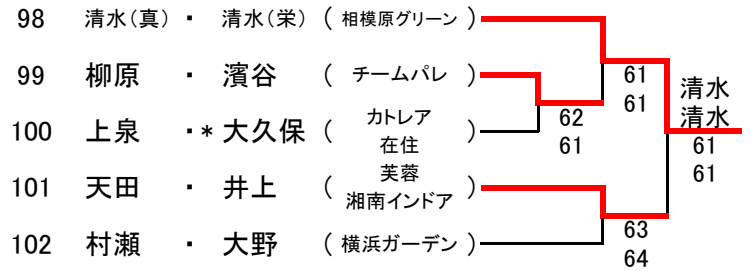 98 清水(真) ・ 清水(栄) ( 相模原グリーン )
99 柳原 ・ 濱谷 ( チームパレ )
100 上泉 ・* 大久保 ( カトレア 在住 )
101 天田 ・ 井上 ( 芙蓉 湘南インドア )
102 村瀬 ・ 大野 ( 横浜ガーデン )
62
61
61
61
63
64
清水
清水
61
61